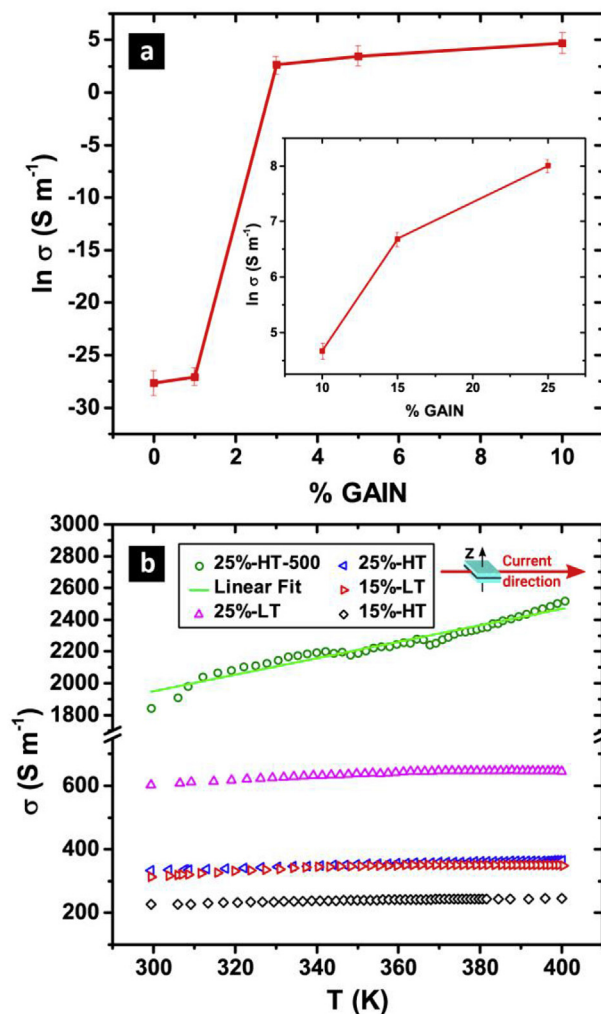 a
5
0
-5
-10
-15
-20
-25
-30
ln σ (S m⁻¹)
8
7
6
5
ln σ (S m⁻¹)
10
15
20
25
% GAIN
0
2
4
6
8
10
% GAIN
b
25%-HT-500
25%-HT
Linear Fit
15%-LT
25%-LT
15%-HT
Z
Current
direction
3000
2800
2600
2400
2200
2000
1800
600
400
200
σ (S m⁻¹)
300
320
340
360
380
400
T (K)